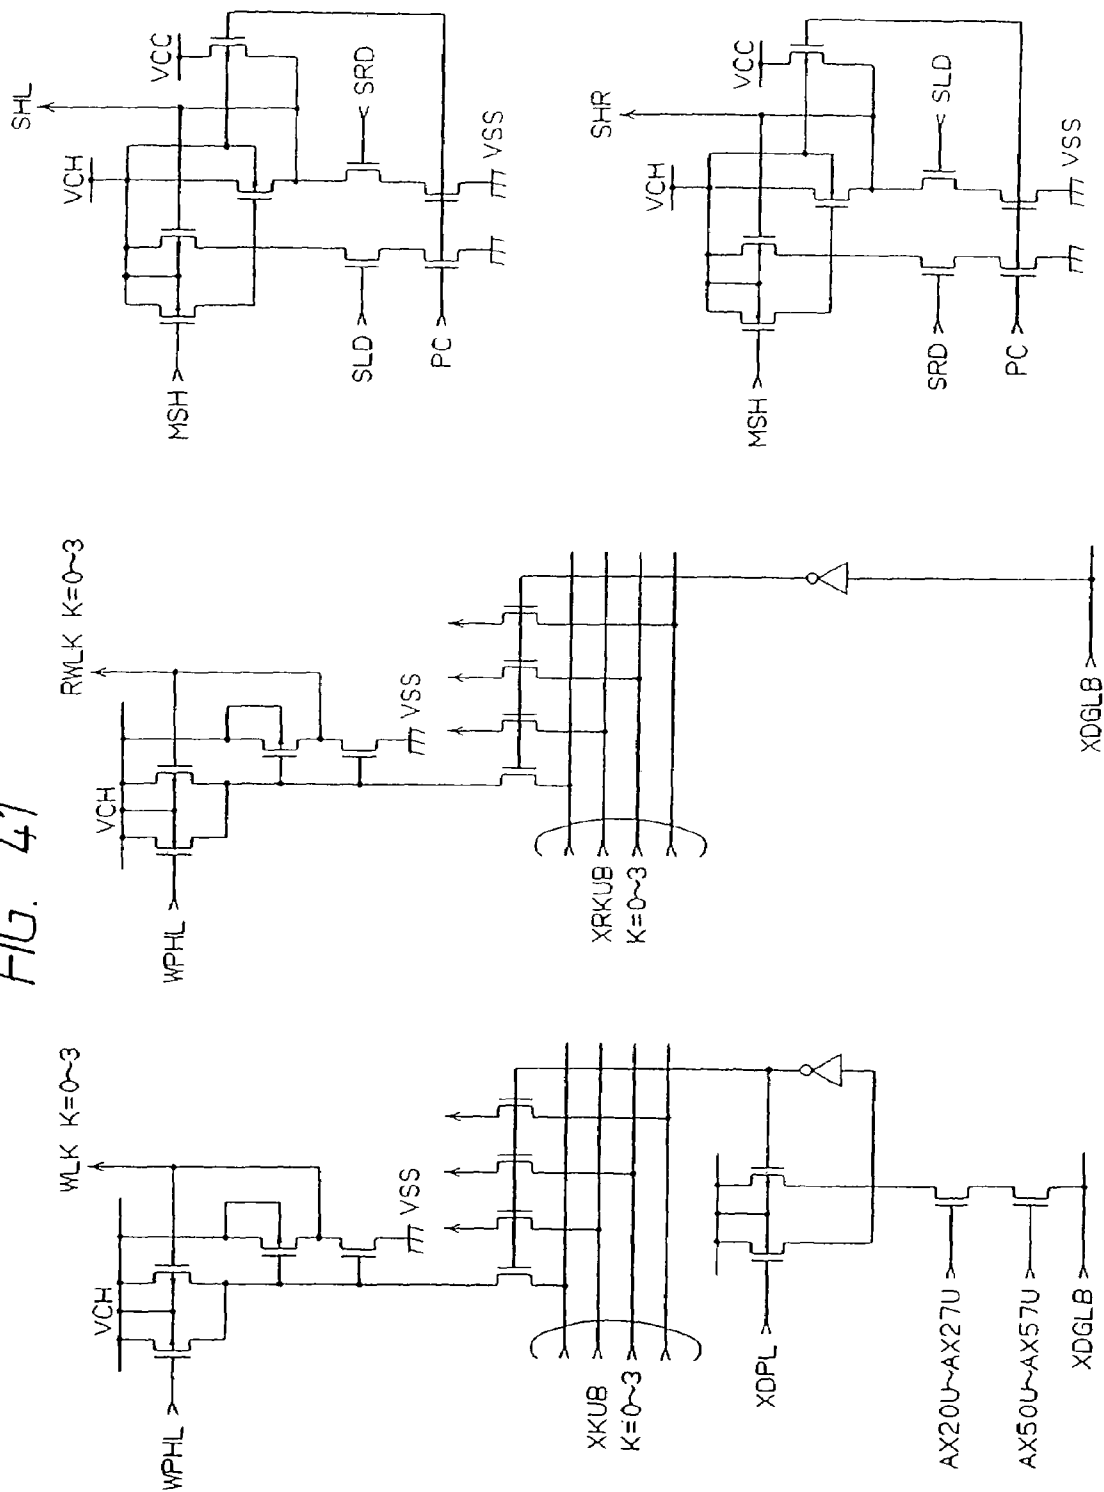 FIG. 47
WPHL
VCH
WLK K=0~3
VSS
XKUB
K=0~3
XDPL
AX20U~AX27U
AX50U~AX57U
XDGLB
WPHL
VCH
RWLK K=0~3
VSS
XRKUB
K=0~3
XDGLB
MSH
VCH
SHL
VCC
SLD
SRD
PC
VSS
MSH
VCH
SHR
VCC
SRD
SLD
PC
VSS